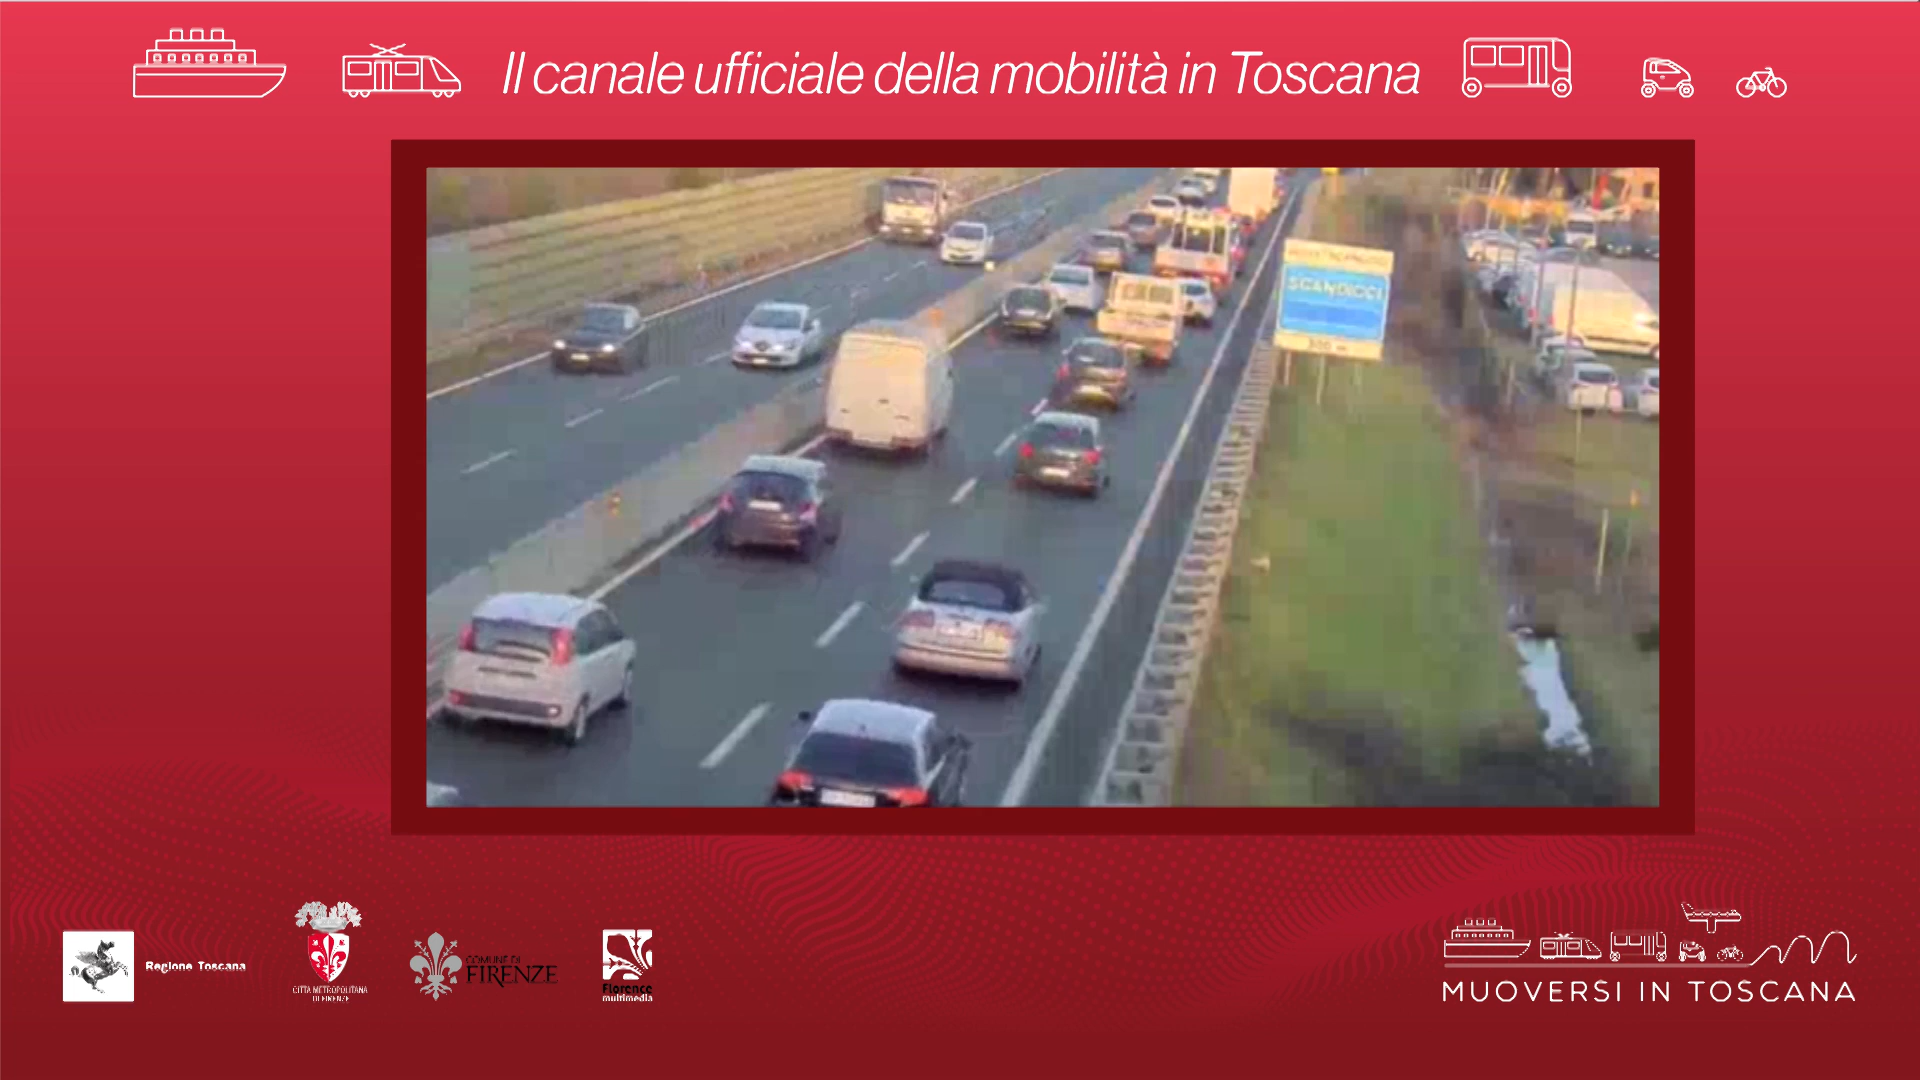 Il canale ufficiale della mobilità in Toscana
SCANDICCI
Regione Toscana
CITTÀ METROPOLITANA
DI FIRENZE
COMUNE DI
FIRENZE
Florence
multimedia
MUOVERSI IN TOSCANA